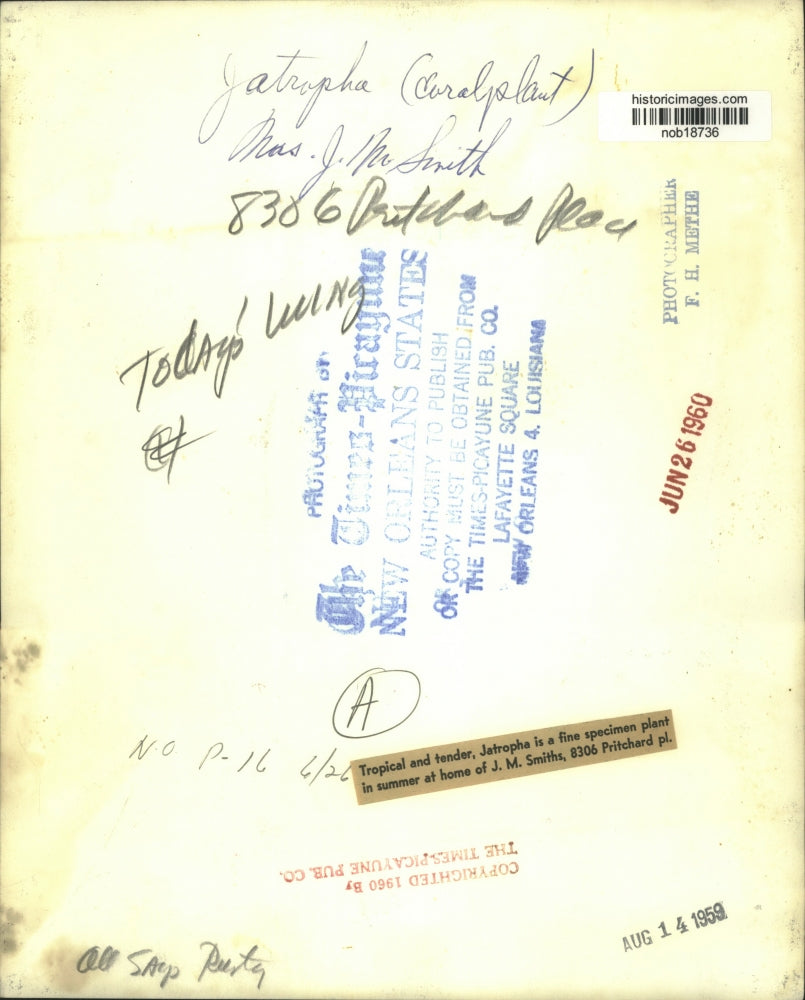 Jatropha (coralplant)
Mrs. J. M. Smith
8306 Pritchard Place
historicimages.com
nob18736
PHOTOGRAPHER
F. H. METHE
TODAY'S LIVING
PHOTOGRAPH BY
The Times-Picayune
NEW ORLEANS STATES
AUTHORITY TO PUBLISH
OR COPY MUST BE OBTAINED FROM
THE TIMES-PICAYUNE PUB. CO.
LAFAYETTE SQUARE
NEW ORLEANS 4, LOUISIANA
JUN 26 1960
A
N.O. P-16 6/26
Tropical and tender, Jatropha is a fine specimen plant
in summer at home of J. M. Smiths, 8306 Pritchard pl.
COPYRIGHTED 1960 By
THE TIMES-PICAYUNE PUB. CO.
AUG 14 1959
SAYS Rusty